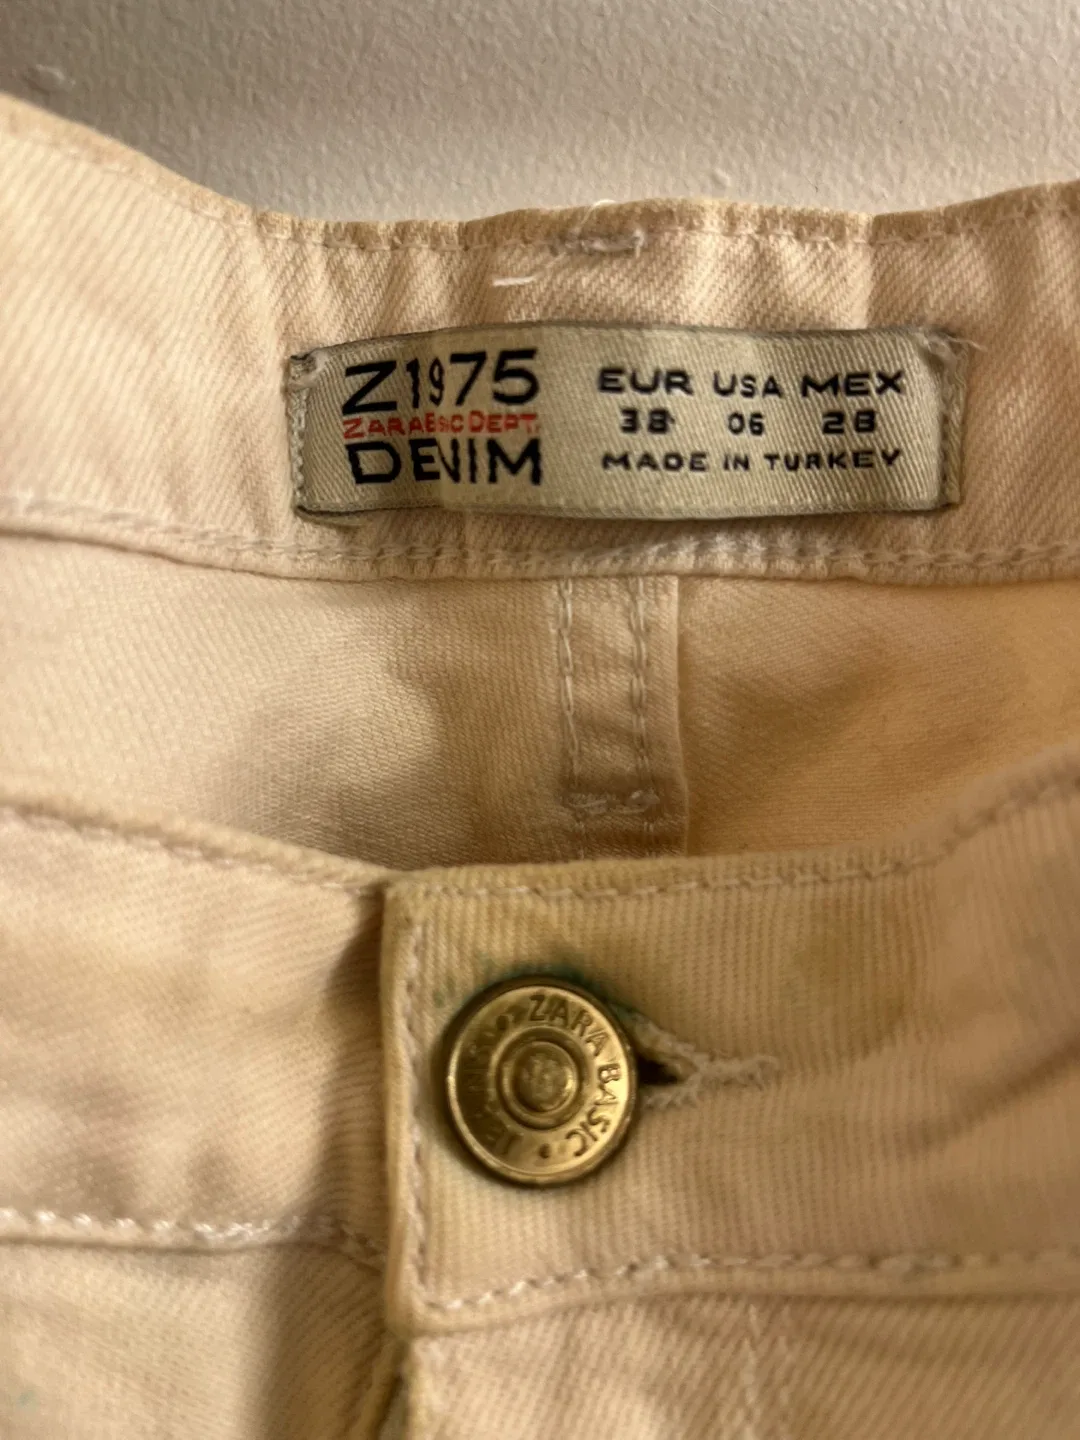 Z1975
ZARA BASIC DEPT.
DENIM
EUR USA MEX
38 06 28
MADE IN TURKEY
ZARA BASIC